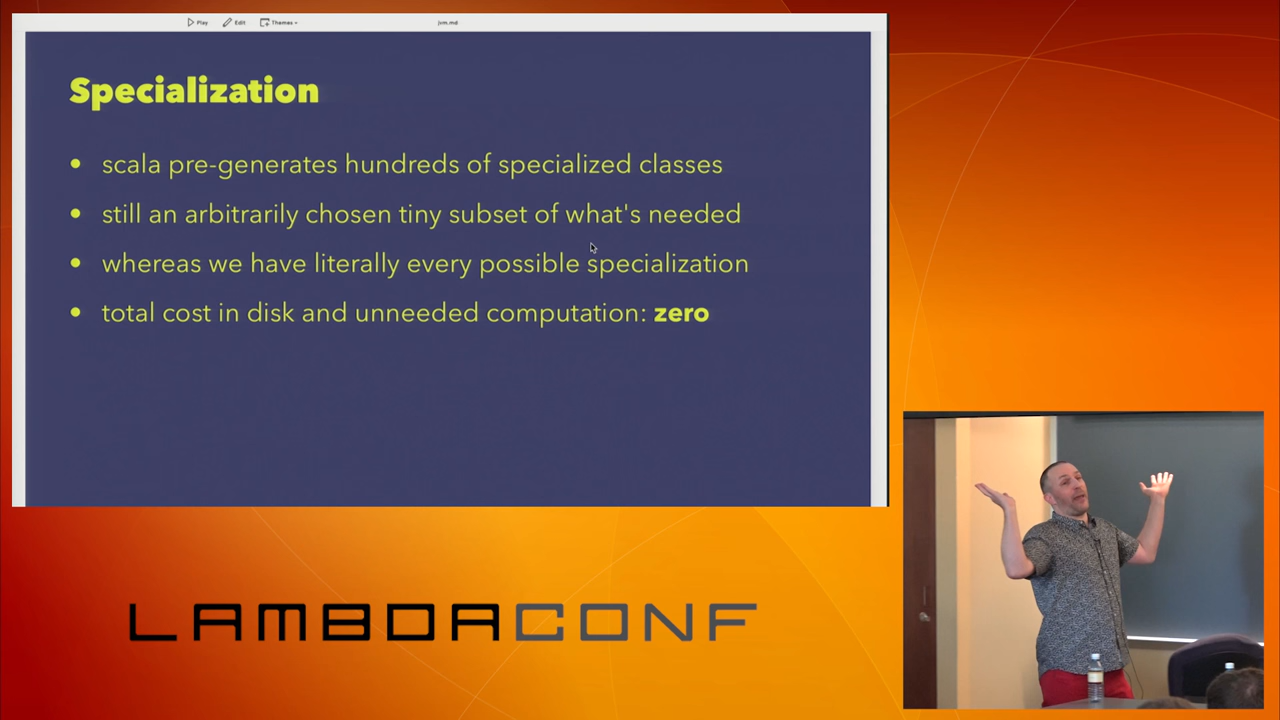 Play Edit Themes jvm.md
Specialization
• scala pre-generates hundreds of specialized classes
• still an arbitrarily chosen tiny subset of what's needed
• whereas we have literally every possible specialization
• total cost in disk and unneeded computation: zero
LAMBDACONF